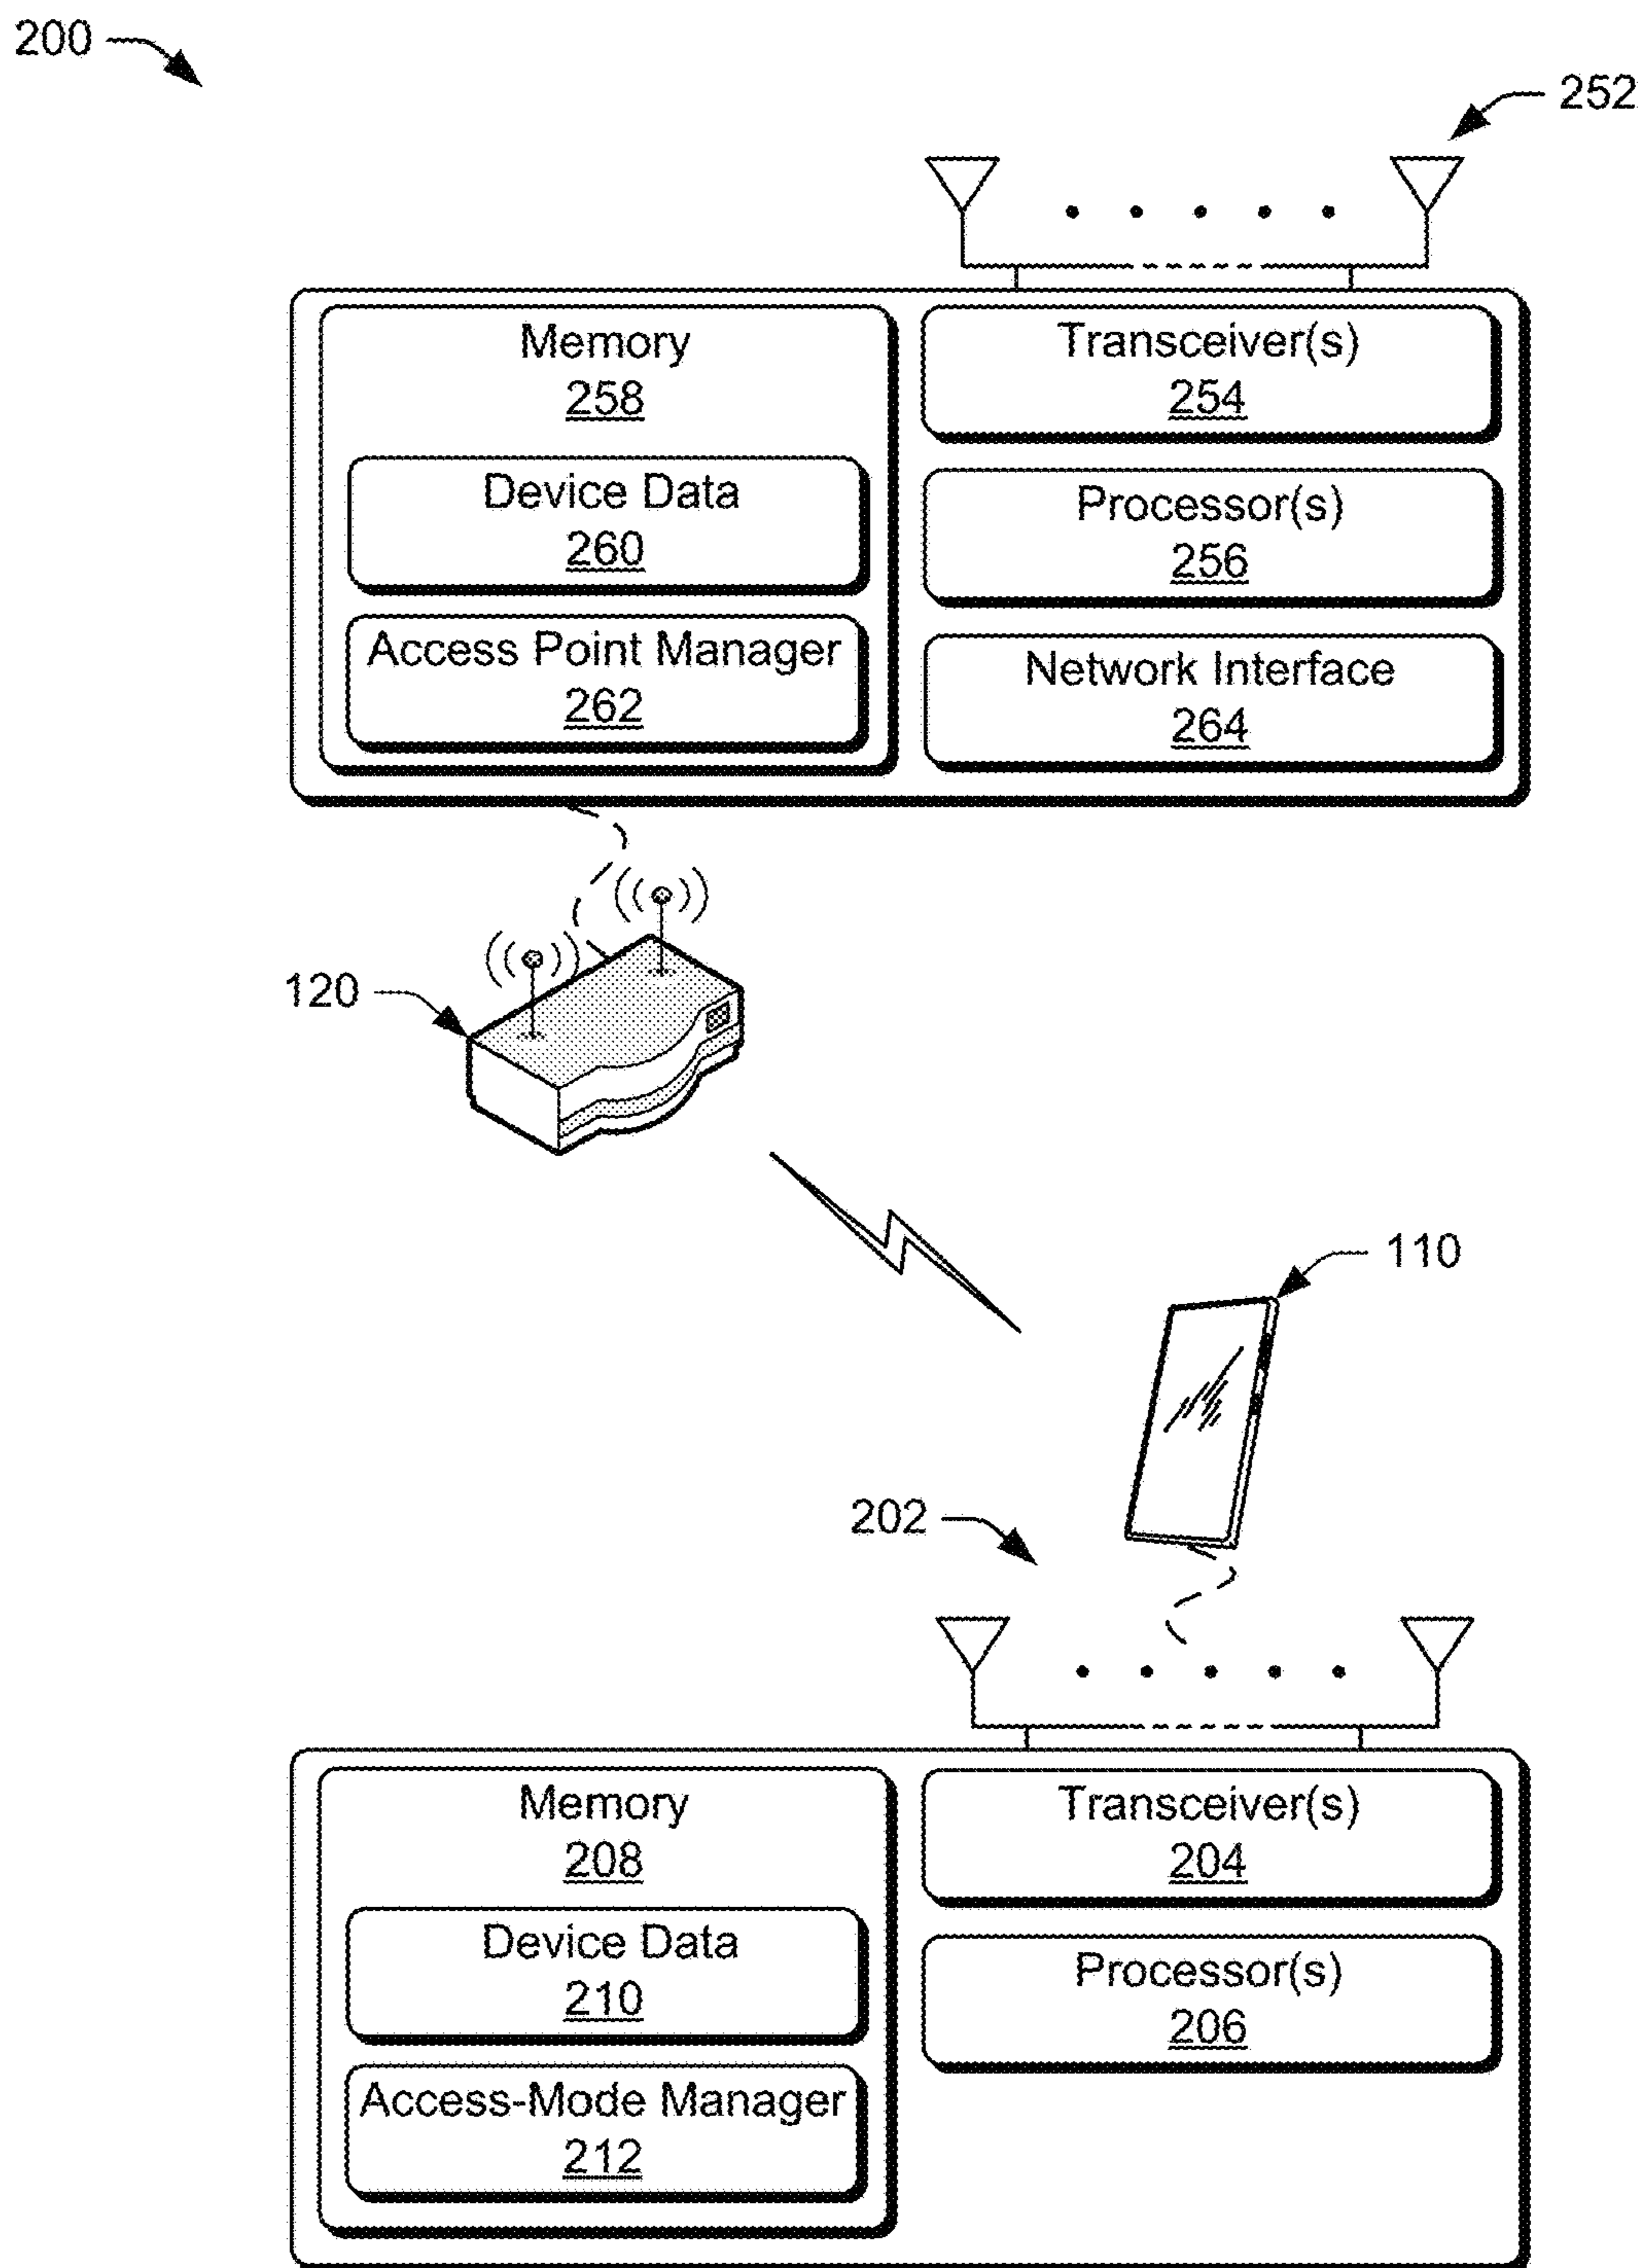 200
252
Memory
258
Transceiver(s)
254
Device Data
260
Processor(s)
256
Access Point Manager
262
Network Interface
264
120
110
202
Memory
208
Transceiver(s)
204
Device Data
210
Processor(s)
206
Access-Mode Manager
212